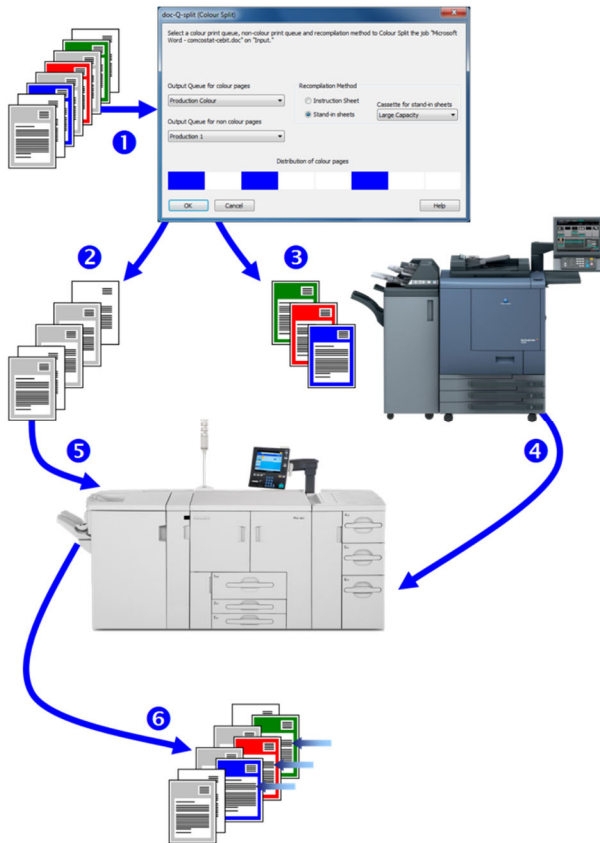 doc-Q-split (Colour Split)
Select a colour print queue, non-colour print queue and recompilation method to Colour Split the job "Microsoft
Word - comcostat-cebit.doc" on "Input."
Output Queue for colour pages
Recompilation Method
Production Colour
Instruction Sheet
Cassette for stand-in sheets
Stand-in sheets
Large Capacity
Output Queue for non colour pages
Production 1
Distribution of colour pages
OK
Cancel
Help
1
2
3
4
5
6